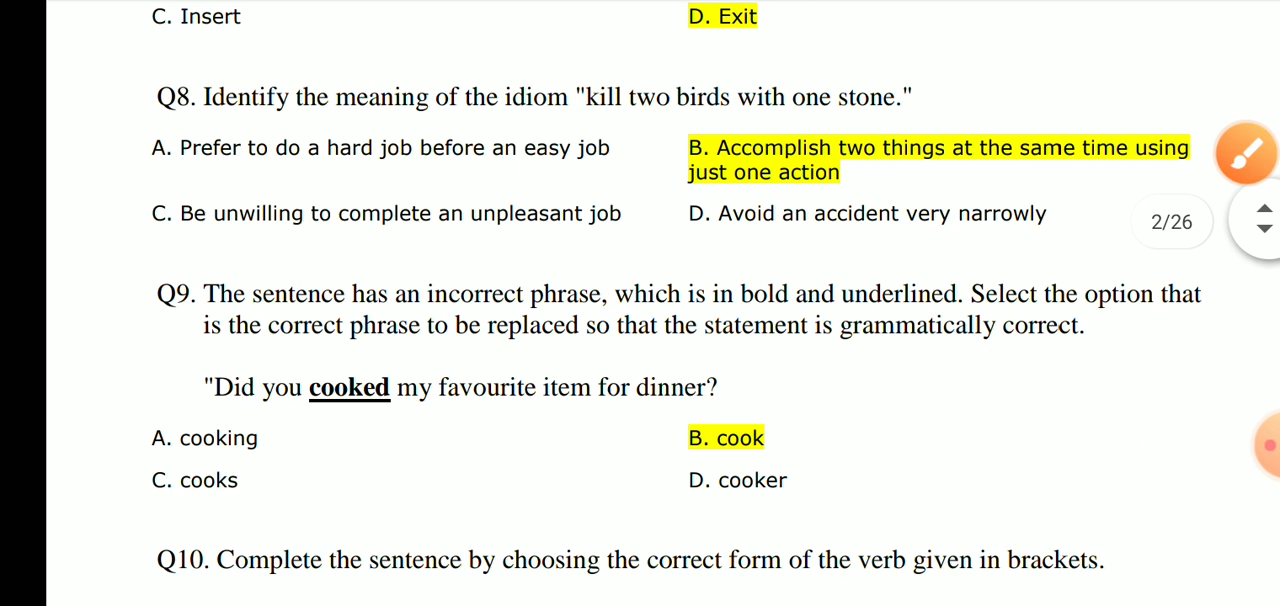 C. Insert
D. Exit
Q8. Identify the meaning of the idiom "kill two birds with one stone."
A. Prefer to do a hard job before an easy job
B. Accomplish two things at the same time using
just one action
C. Be unwilling to complete an unpleasant job
D. Avoid an accident very narrowly
2/26
Q9. The sentence has an incorrect phrase, which is in bold and underlined. Select the option that
is the correct phrase to be replaced so that the statement is grammatically correct.
"Did you cooked my favourite item for dinner?
A. cooking
B. cook
C. cooks
D. cooker
Q10. Complete the sentence by choosing the correct form of the verb given in brackets.